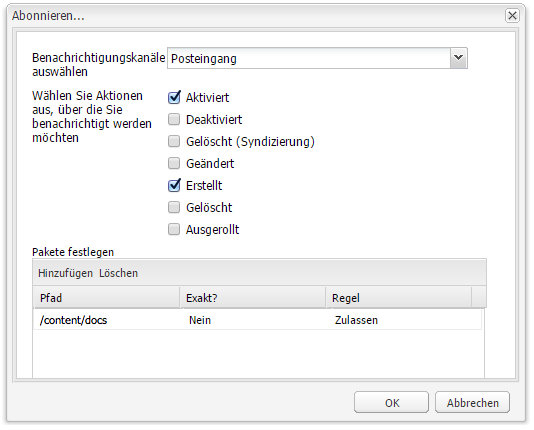 Abonnieren...
Benachrichtigungskanäle
auswählen
Posteingang
Wählen Sie Aktionen
aus, über die Sie
benachrichtigt werden
möchten
Aktiviert
Deaktiviert
Gelöscht (Syndizierung)
Geändert
Erstellt
Gelöscht
Ausgerollt
Pakete festlegen
Hinzufügen Löschen
Pfad Exakt? Regel
/content/docs Nein Zulassen
OK Abbrechen